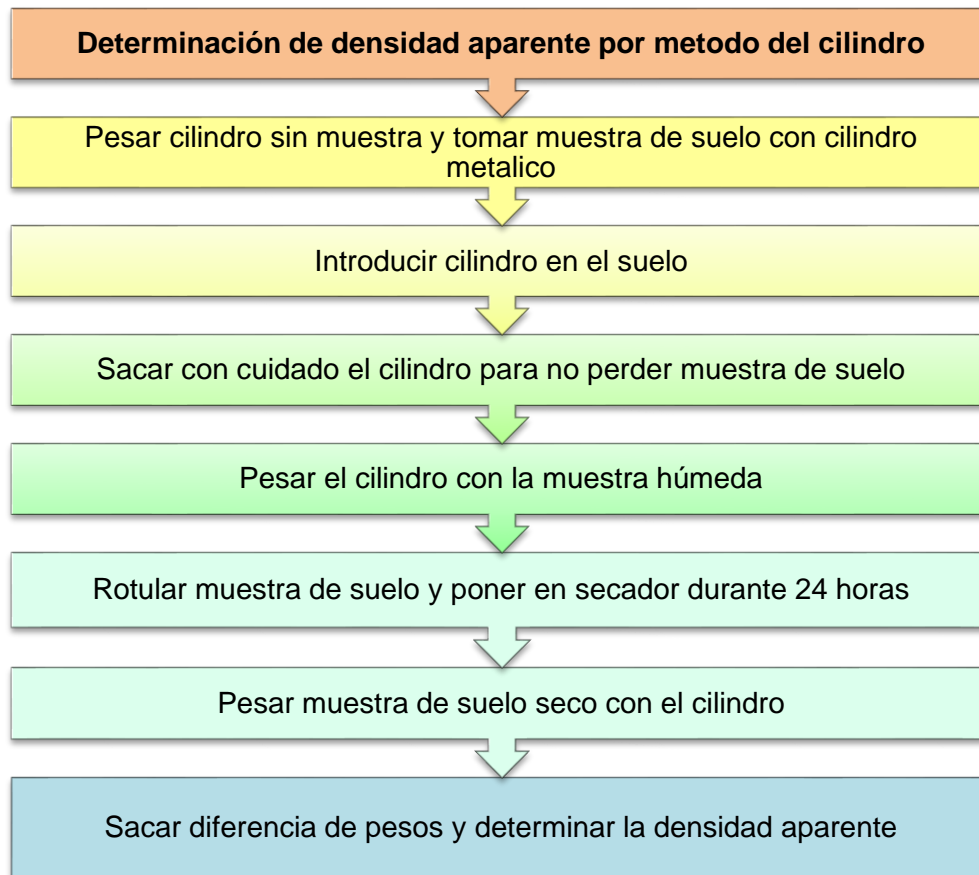 Determinación de densidad aparente por metodo del cilindro
Pesar cilindro sin muestra y tomar muestra de suelo con cilindro
metalico
Introducir cilindro en el suelo
Sacar con cuidado el cilindro para no perder muestra de suelo
Pesar el cilindro con la muestra húmeda
Rotular muestra de suelo y poner en secador durante 24 horas
Pesar muestra de suelo seco con el cilindro
Sacar diferencia de pesos y determinar la densidad aparente